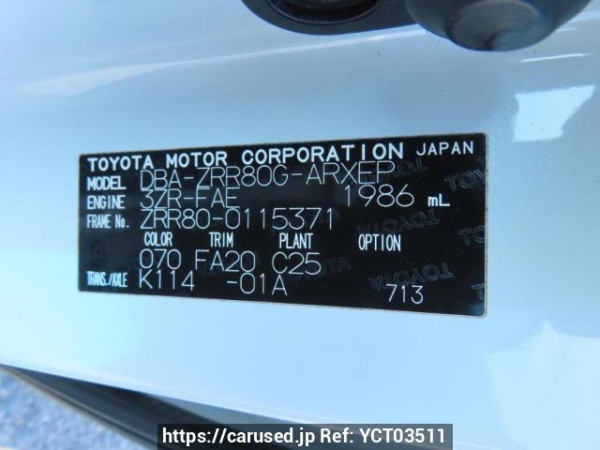 TOYOTA MOTOR CORPORATION JAPAN
MODEL DBA-ZRR80G-ARXEP
ENGINE 3ZR-FAE 1986 mL
FRAME No. ZRR80-0115371
COLOR TRIM PLANT OPTION
070 FA20 C25
TRANS./AXLE K114 -01A
713
https://carused.jp Ref: YCT03511